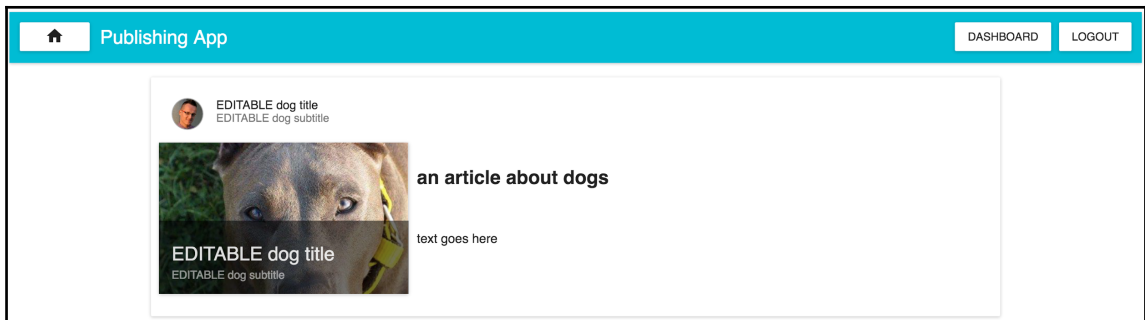 Publishing App
DASHBOARD
LOGOUT
EDITABLE dog title
EDITABLE dog subtitle
an article about dogs
text goes here
EDITABLE dog title
EDITABLE dog subtitle